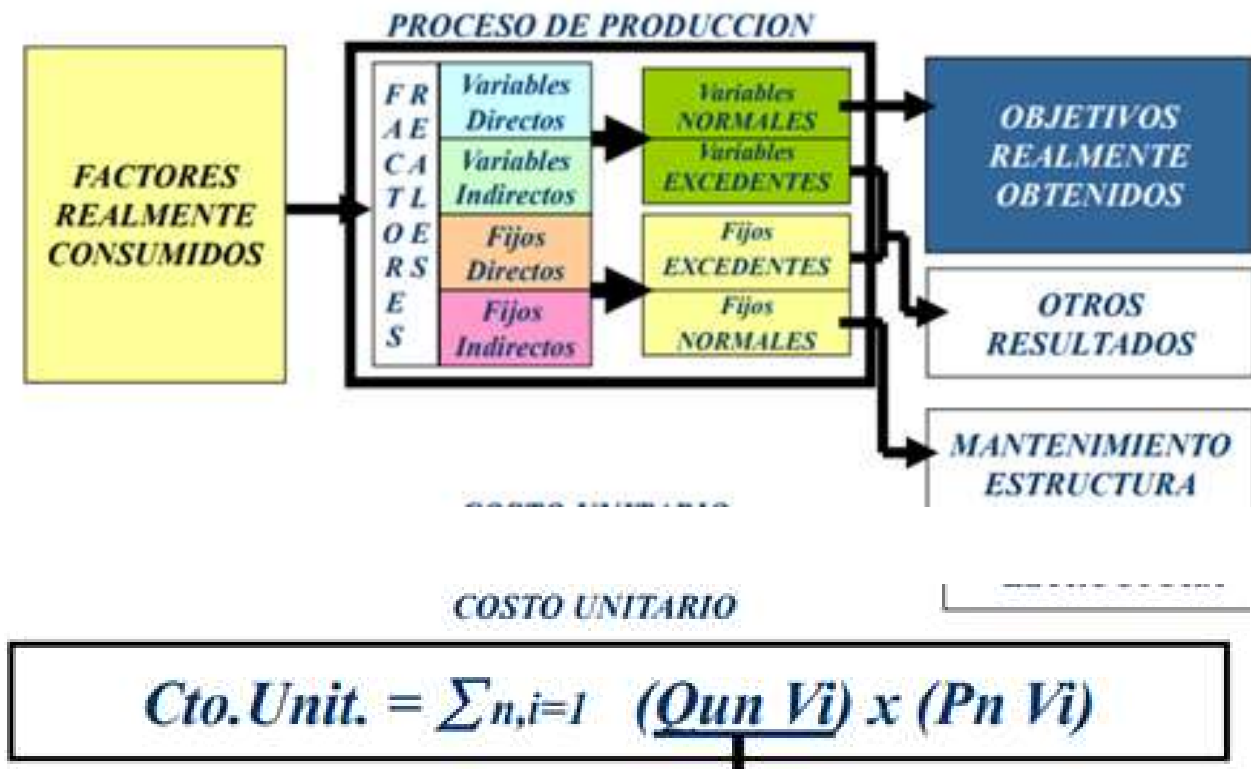 PROCESO DE PRODUCCION
FACTORES
REALMENTE
CONSUMIDOS
FACTORES
REALES
Variables
Directos
Variables
Indirectos
Fijos
Directos
Fijos
Indirectos
Variables
NORMALES
Variables
EXCEDENTES
Fijos
EXCEDENTES
Fijos
NORMALES
OBJETIVOS
REALMENTE
OBTENIDOS
OTROS
RESULTADOS
MANTENIMIENTO
ESTRUCTURA
COSTO UNITARIO
Cto.Unit. = ∑n,i=1 (Qun Vi) x (Pn Vi)